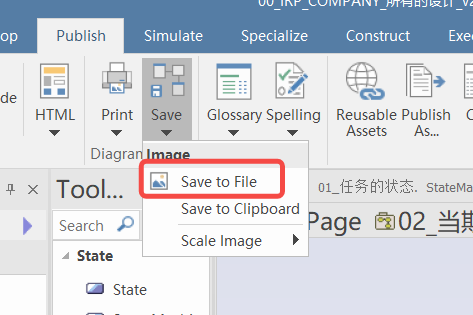 00_IRP_COMPANY_所有的设计_V2
op Publish Simulate Specialize Construct Exec
de HTML Print Save Glossary Spelling Reusable Assets Publish As... C
Diagram
Image
Save to File
Save to Clipboard
Scale Image
Tool...
01_任务的状态. StateMa
Page 02_当期
Search
State
State